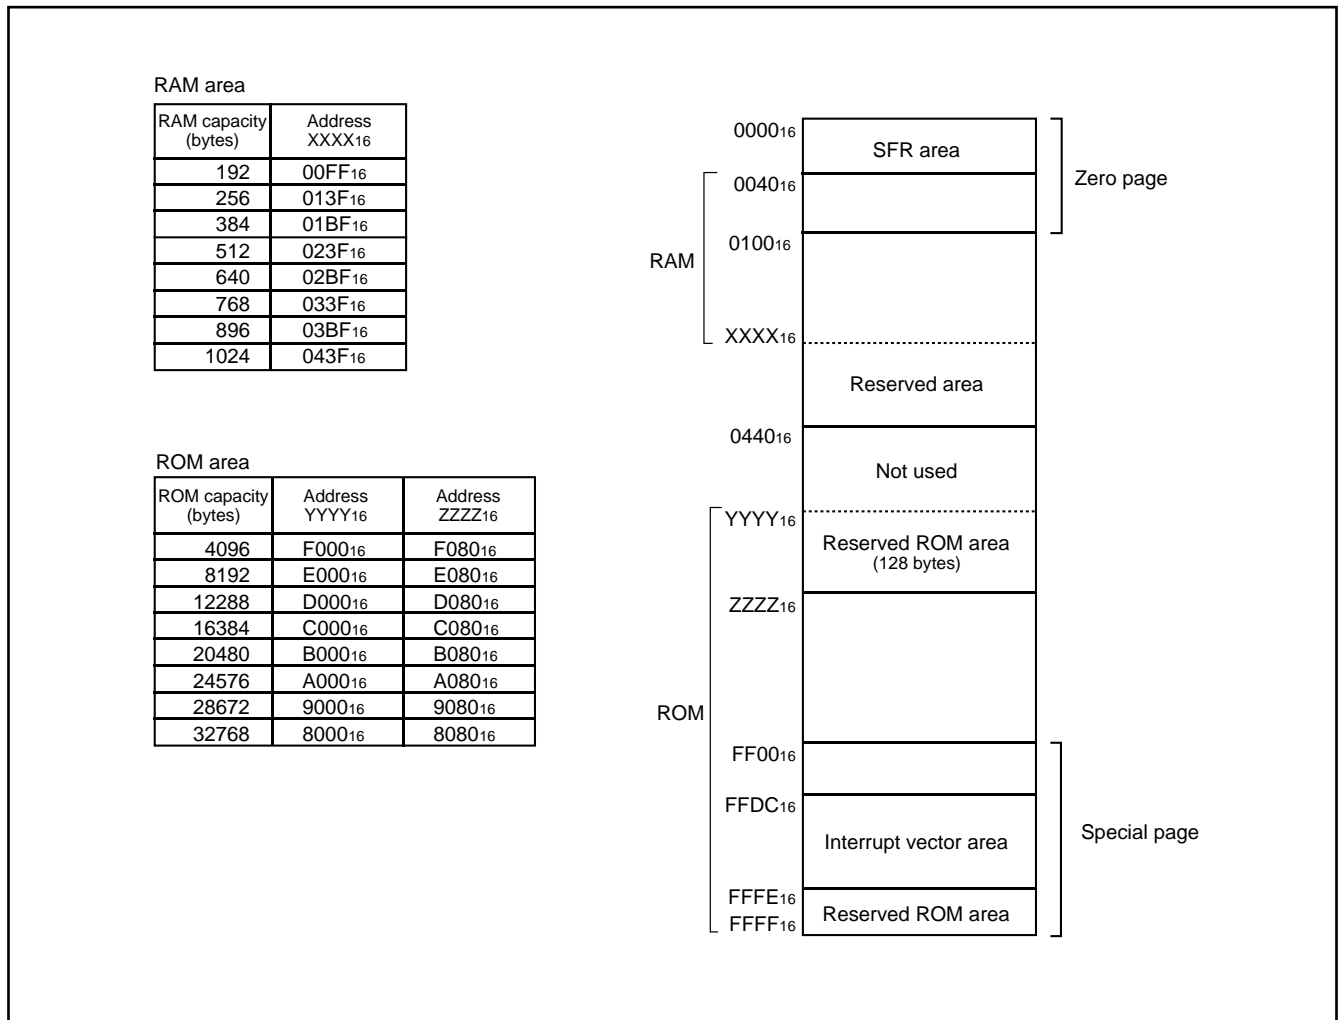 RAM area
RAM capacity (bytes) Address XXXX16
192 00FF16
256 013F16
384 01BF16
512 023F16
640 02BF16
768 033F16
896 03BF16
1024 043F16
ROM area
ROM capacity (bytes) Address YYYY16 Address ZZZZ16
4096 F00016 F08016
8192 E00016 E08016
12288 D00016 D08016
16384 C00016 C08016
20480 B00016 B08016
24576 A00016 A08016
28672 900016 908016
32768 800016 808016
000016
SFR area
Zero page
004016
010016
RAM
XXXX16
Reserved area
044016
Not used
YYYY16
Reserved ROM area
(128 bytes)
ZZZZ16
ROM
FF0016
FFDC16
Interrupt vector area
Special page
FFFE16
Reserved ROM area
FFFF16